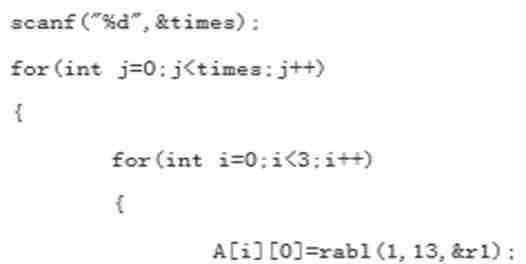 scanf("%d",&times);
for(int j=0;j<times;j++)
{
for(int i=0;i<3;i++)
{
A[i][0]=rabl(1,13,&r1);